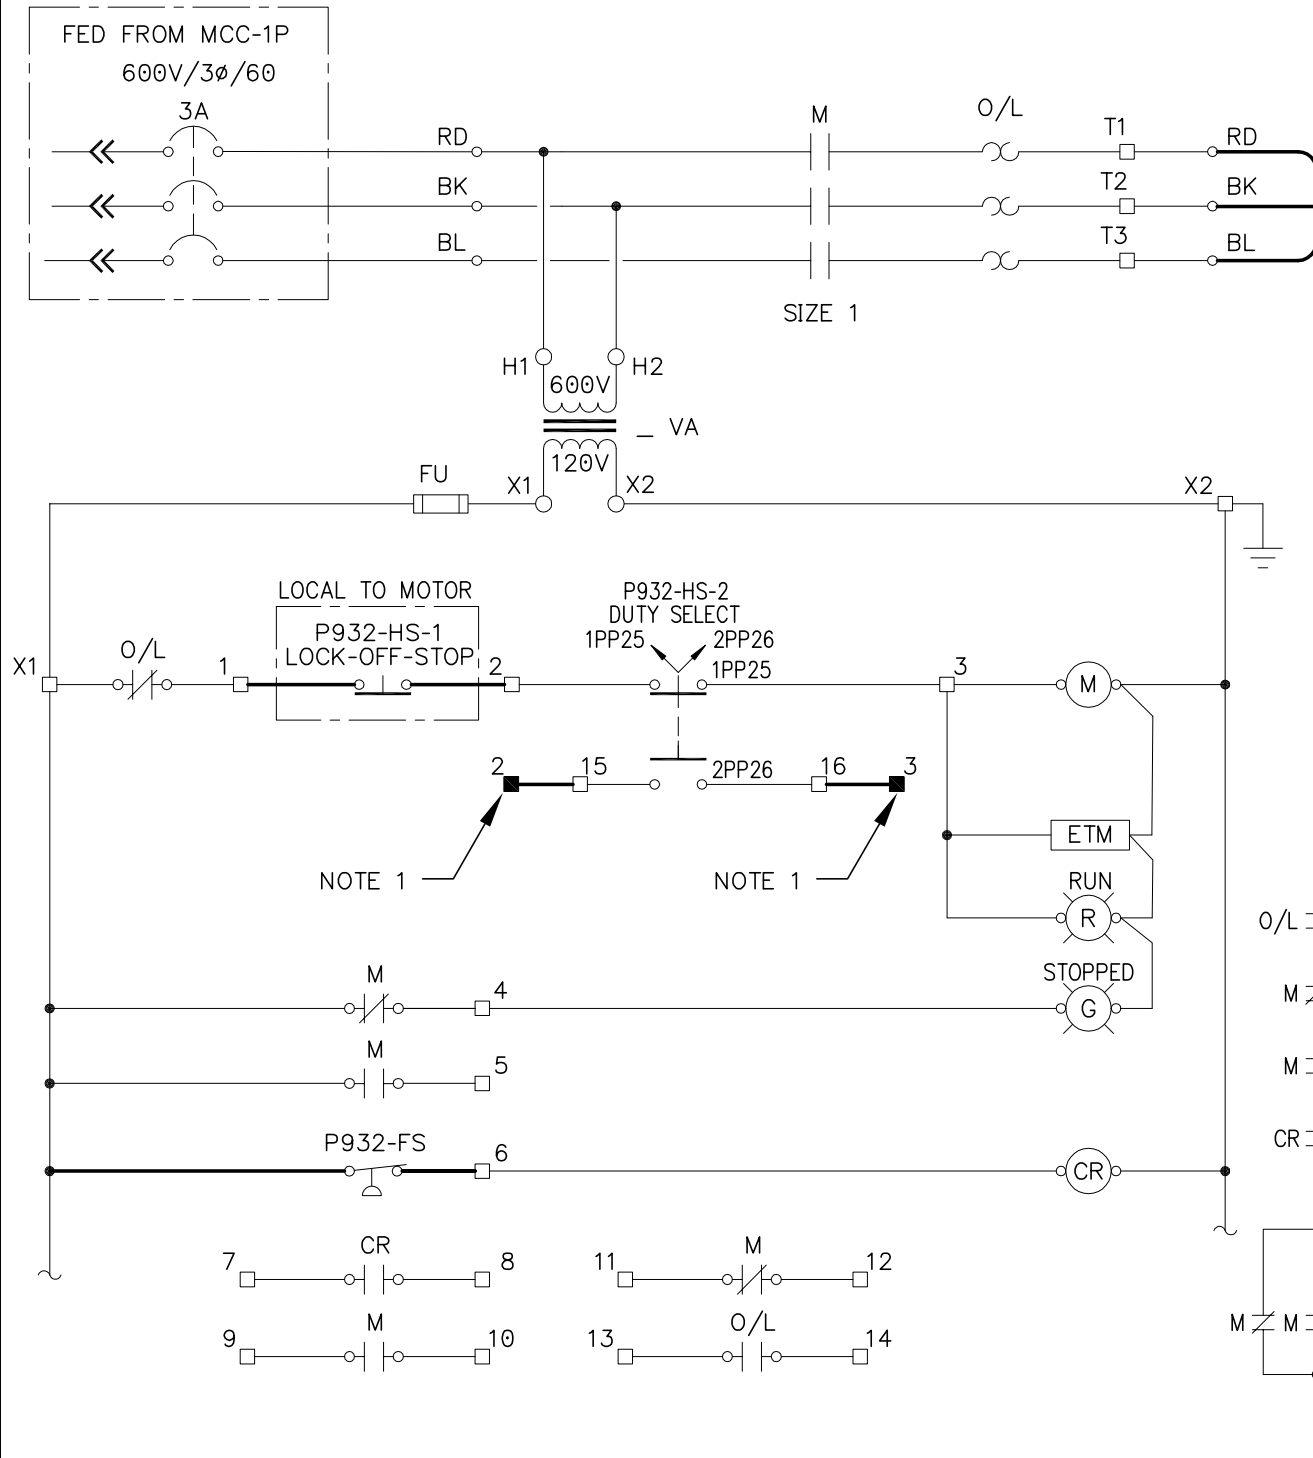 FED FROM MCC-1P
600V/3ø/60
3A
RD
M
O/L
T1
RD
BK
T2
BK
BL
T3
BL
SIZE 1
H1
H2
600V
_ VA
120V
FU
X1
X2
X2
LOCAL TO MOTOR
P932-HS-1
LOCK-OFF-STOP
P932-HS-2
DUTY SELECT
1PP25
2PP26
X1
O/L
1
2
1PP25
3
M
2
15
2PP26
16
3
ETM
NOTE 1
NOTE 1
RUN
R
O/L
STOPPED
M
4
G
M
M
5
M
P932-FS
6
CR
CR
7
CR
8
11
M
12
9
M
10
13
O/L
14
M
M